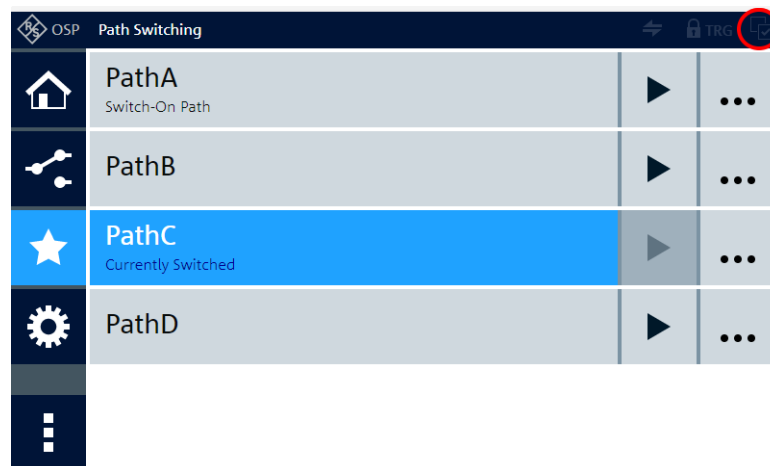 R&S OSP Path Switching TRG
PathA
Switch-On Path
PathB
PathC
Currently Switched
PathD